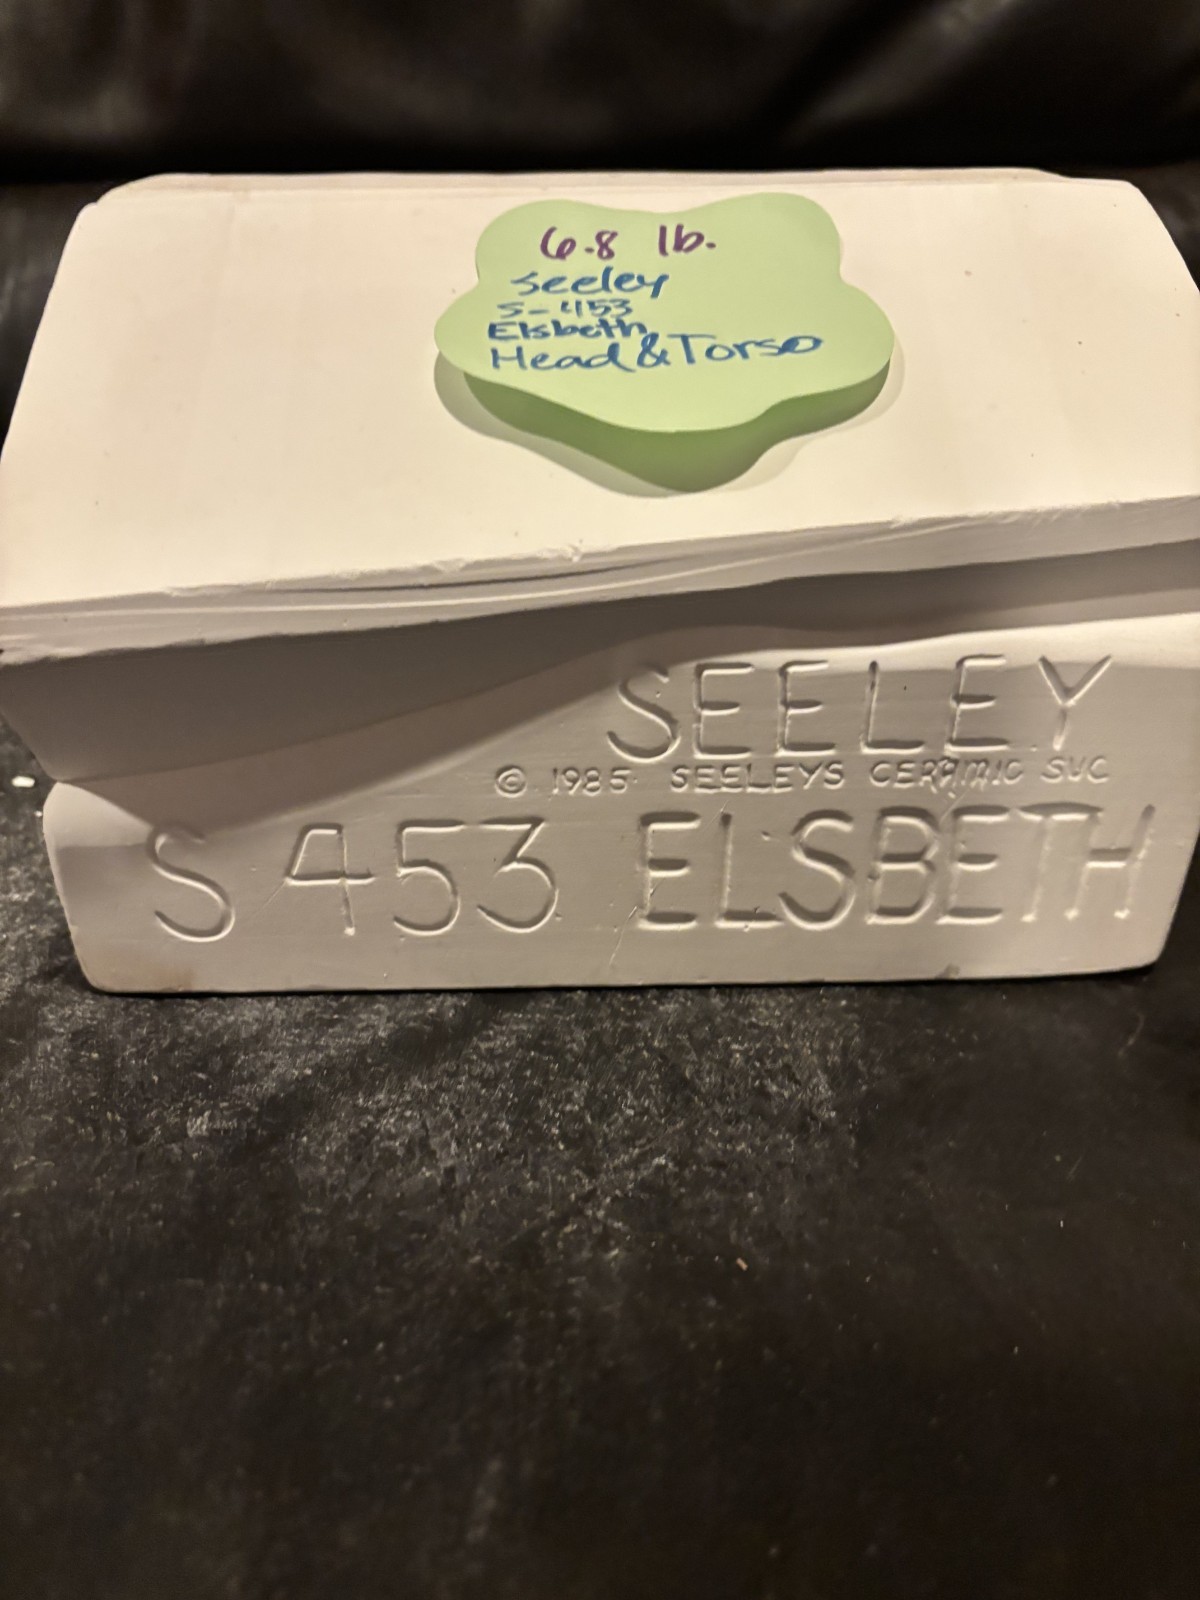 6.8 lb.
Seeley
S-453
Elsbeth
Head & Torso
SEELEY
© 1985 SEELEYS CERAMIC SVC
S 453 ELSBETH